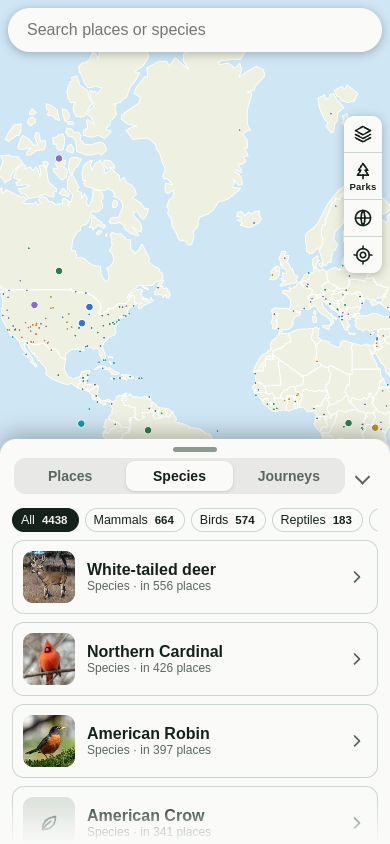 Search places or species
Parks
Places
Species
Journeys
All 4438
Mammals 664
Birds 574
Reptiles 183
White-tailed deer
Species · in 556 places
Northern Cardinal
Species · in 426 places
American Robin
Species · in 397 places
American Crow
Species · in 341 places